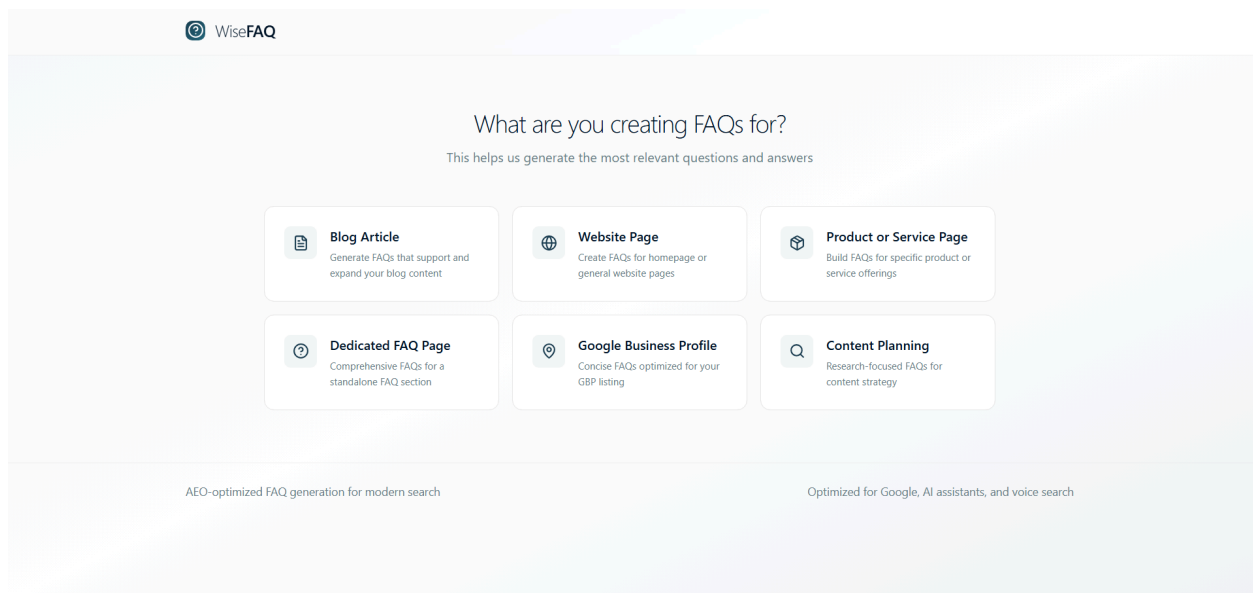 WiseFAQ
What are you creating FAQs for?
This helps us generate the most relevant questions and answers
Blog Article
Generate FAQs that support and
expand your blog content
Website Page
Create FAQs for homepage or
general website pages
Product or Service Page
Build FAQs for specific product or
service offerings
Dedicated FAQ Page
Comprehensive FAQs for a
standalone FAQ section
Google Business Profile
Concise FAQs optimized for your
GBP listing
Content Planning
Research-focused FAQs for
content strategy
AEO-optimized FAQ generation for modern search
Optimized for Google, AI assistants, and voice search